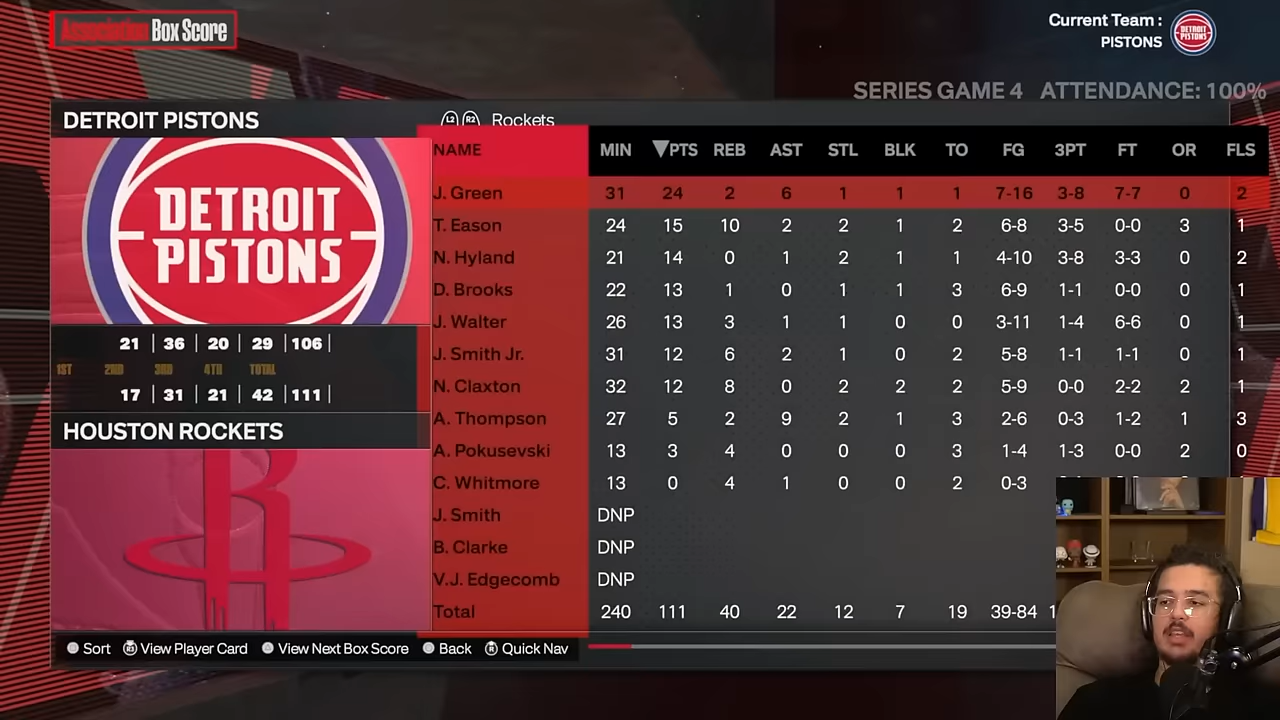 Association Box Score
Current Team :
PISTONS
DETROIT PISTONS
SERIES GAME 4 ATTENDANCE: 100%
DETROIT PISTONS
L2 R2 Rockets
NAME MIN PTS REB AST STL BLK TO FG 3PT FT OR FLS
J. Green 31 24 2 6 1 1 1 7-16 3-8 7-7 0 2
T. Eason 24 15 10 2 2 1 2 6-8 3-5 0-0 3 1
N. Hyland 21 14 0 1 2 1 1 4-10 3-8 3-3 0 2
D. Brooks 22 13 1 0 1 1 3 6-9 1-1 0-0 0 1
J. Walter 26 13 3 1 1 0 0 3-11 1-4 6-6 0 1
J. Smith Jr. 31 12 6 2 1 0 2 5-8 1-1 1-1 0 1
N. Claxton 32 12 8 0 2 2 2 5-9 0-0 2-2 2 1
A. Thompson 27 5 2 9 2 1 3 2-6 0-3 1-2 1 3
A. Pokusevski 13 3 4 0 0 0 3 1-4 1-3 0-0 2 0
C. Whitmore 13 0 4 1 0 0 2 0-3
J. Smith DNP
B. Clarke DNP
V.J. Edgecomb DNP
Total 240 111 40 22 12 7 19 39-84
DETROIT
PISTONS
21 36 20 29 106
1ST 2ND 3RD 4TH TOTAL
17 31 21 42 111
HOUSTON ROCKETS
R
Sort R3 View Player Card View Next Box Score Back R Quick Nav